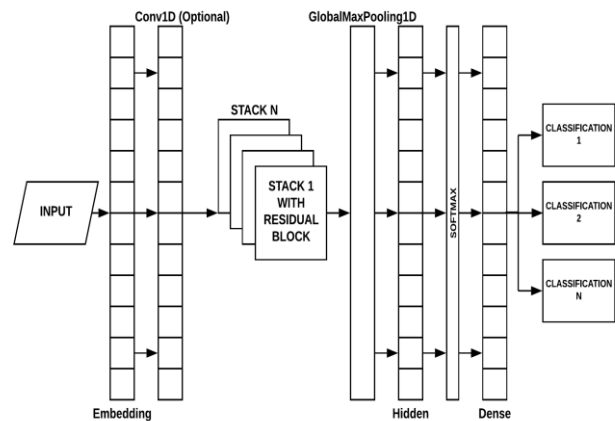 Conv1D (Optional)
GlobalMaxPooling1D
STACK N
STACK 1
WITH
RESIDUAL
BLOCK
INPUT
SOFTMAX
CLASSIFICATION
1
CLASSIFICATION
2
CLASSIFICATION
N
Embedding
Hidden
Dense